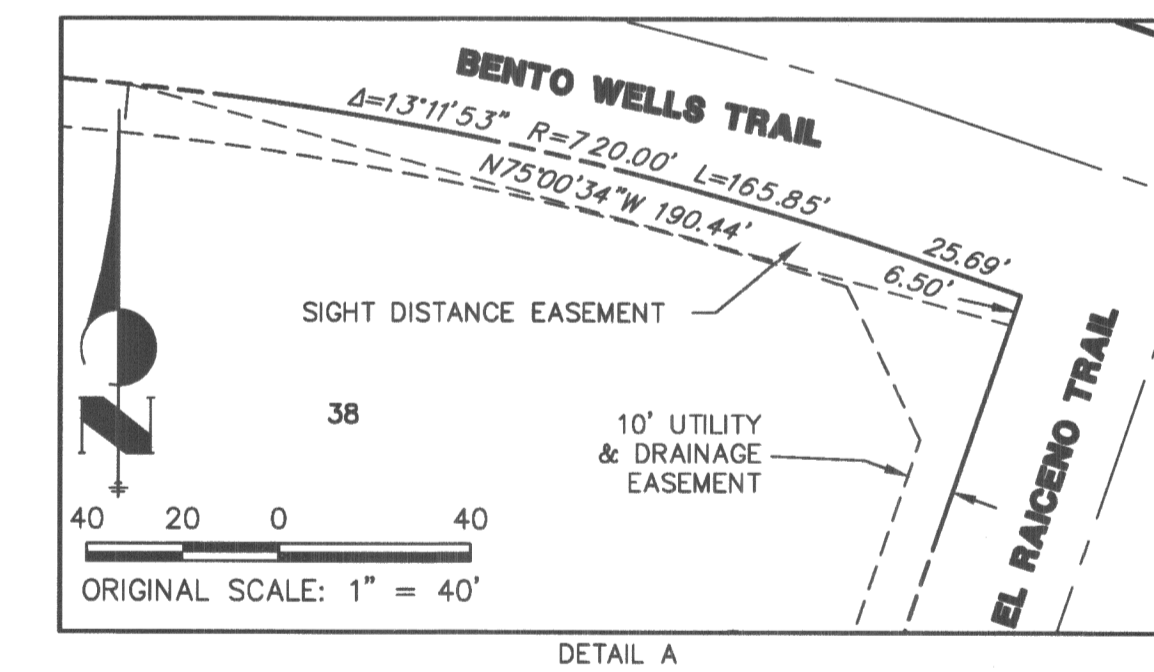 BENTO WELLS TRAIL
Δ=13°11'53" R=720.00' L=165.85'
N75°00'34"W 190.44'
25.69'
6.50'
SIGHT DISTANCE EASEMENT
38
10' UTILITY
& DRAINAGE
EASEMENT
EL RAICENO TRAIL
N
40 20 0 40
ORIGINAL SCALE: 1" = 40'
DETAIL A